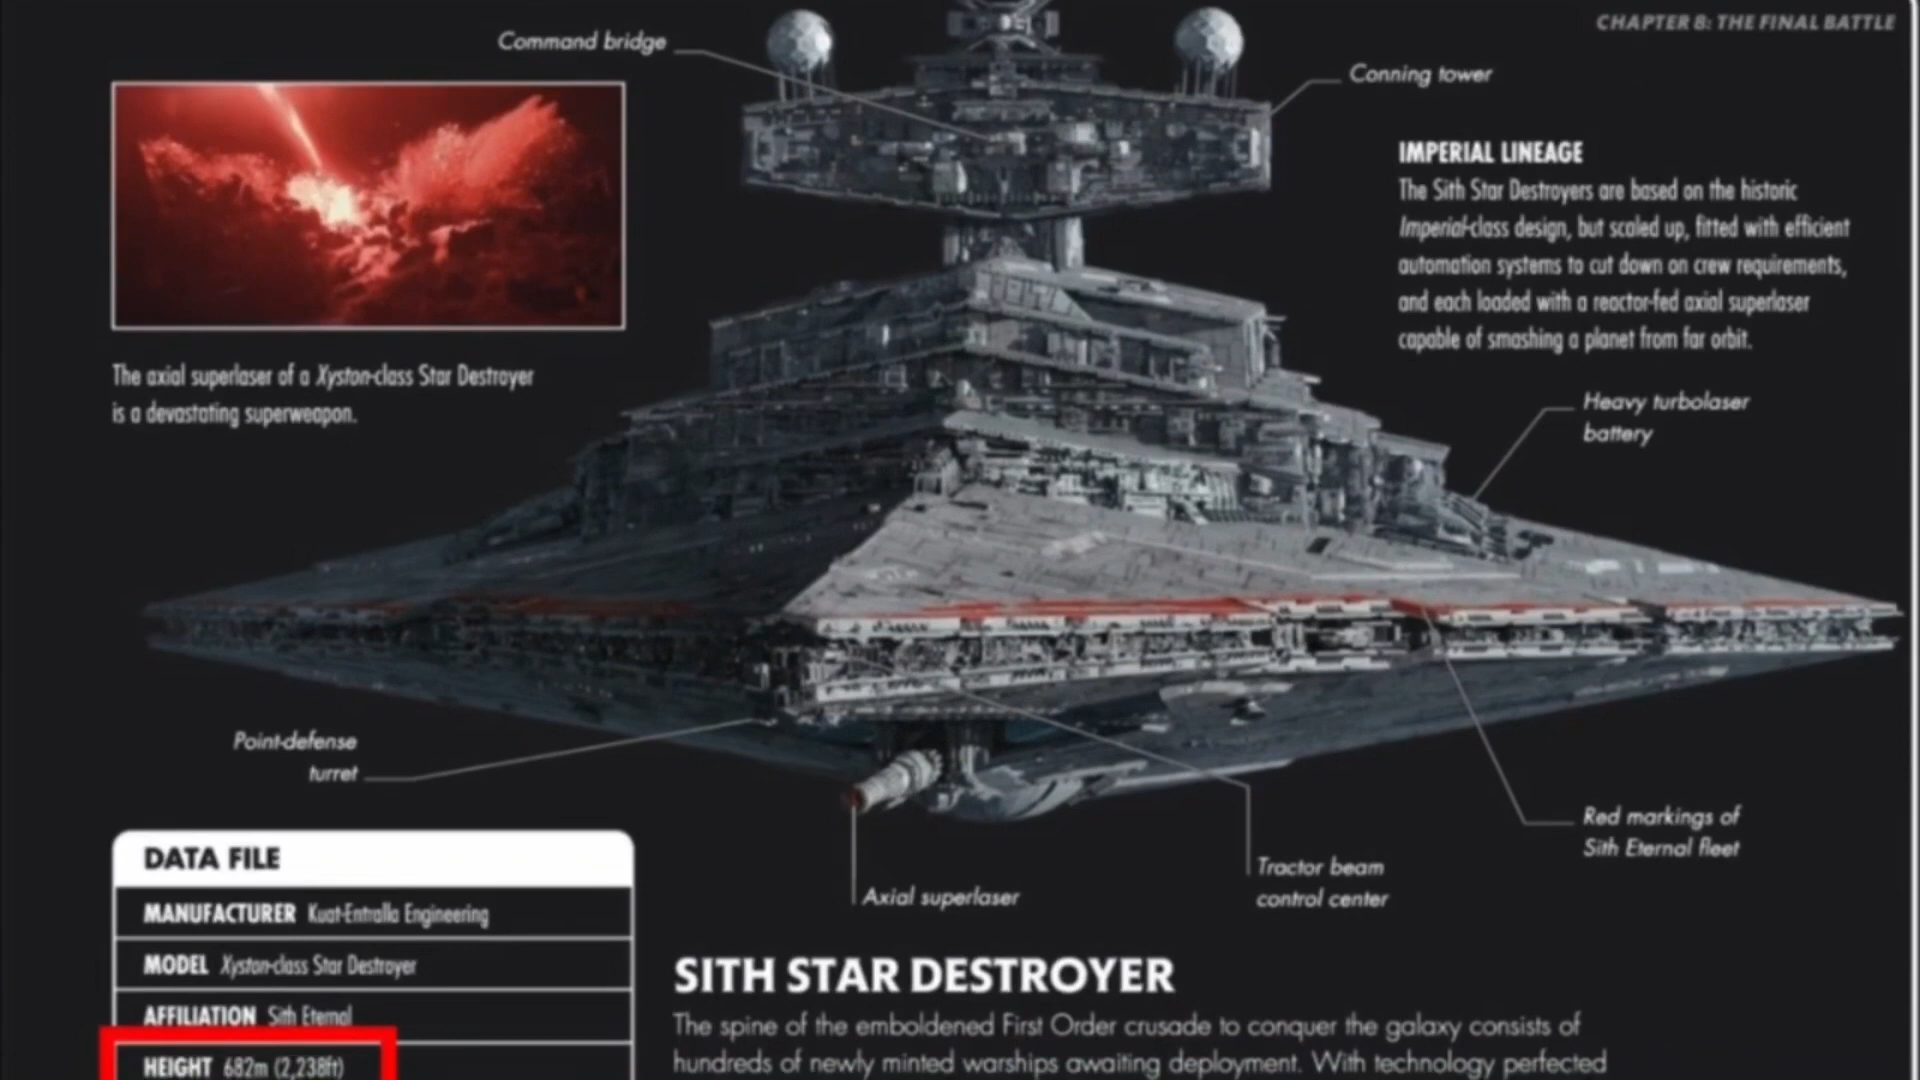 CHAPTER 8: THE FINAL BATTLE
Command bridge
Conning tower
IMPERIAL LINEAGE
The Sith Star Destroyers are based on the historic
Imperial-class design, but scaled up, fitted with efficient
automation systems to cut down on crew requirements,
and each loaded with a reactor-fed axial superlaser
capable of smashing a planet from far orbit.
The axial superlaser of a Xyston-class Star Destroyer
is a devastating superweapon.
Heavy turbolaser
battery
Point-defense
turret
Red markings of
Sith Eternal fleet
Tractor beam
control center
Axial superlaser
DATA FILE
MANUFACTURER Kuat-Entralla Engineering
MODEL Xyston-class Star Destroyer
AFFILIATION Sith Eternal
HEIGHT 682m (2,238ft)
SITH STAR DESTROYER
The spine of the emboldened First Order crusade to conquer the galaxy consists of
hundreds of newly minted warships awaiting deployment. With technology perfected